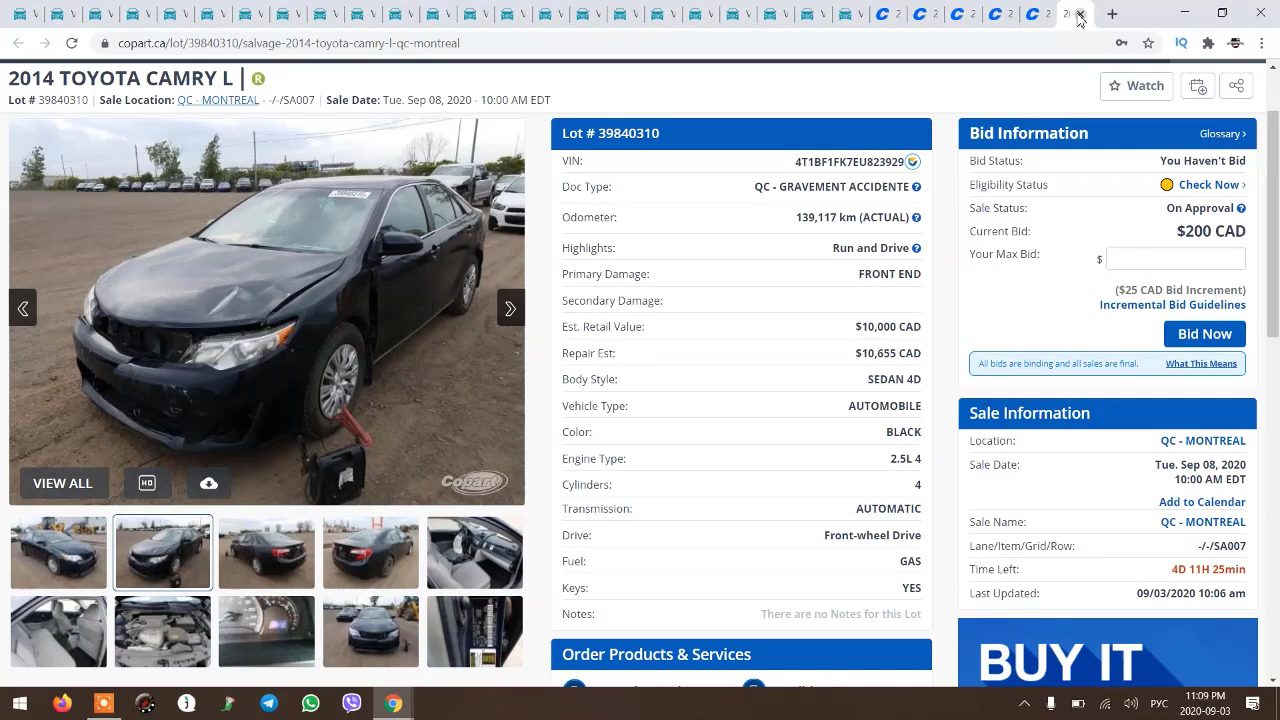 2
2
2
2
2
20
copart.ca/lot/39840310/salvage-2014-toyota-camry-l-qc-montreal
IQ
2014 TOYOTA CAMRY L | R
Lot # 39840310 | Sale Location: QC - MONTREAL - -/-/SA007 | Sale Date: Tue. Sep 08, 2020 - 10:00 AM EDT
Watch
39840310
VIEW ALL
HD
Copart
Lot # 39840310
VIN: 4T1BF1FK7EU823929
Doc Type: QC - GRAVEMENT ACCIDENTE
Odometer: 139,117 km (ACTUAL)
Highlights: Run and Drive
Primary Damage: FRONT END
Secondary Damage:
Est. Retail Value: $10,000 CAD
Repair Est: $10,655 CAD
Body Style: SEDAN 4D
Vehicle Type: AUTOMOBILE
Color: BLACK
Engine Type: 2.5L 4
Cylinders: 4
Transmission: AUTOMATIC
Drive: Front-wheel Drive
Fuel: GAS
Keys: YES
Notes: There are no Notes for this Lot
Order Products & Services
Bid Information Glossary
Bid Status: You Haven't Bid
Eligibility Status Check Now
Sale Status: On Approval
Current Bid: $200 CAD
Your Max Bid: $
($25 CAD Bid Increment)
Incremental Bid Guidelines
Bid Now
All bids are binding and all sales are final. What This Means
Sale Information
Location: QC - MONTREAL
Sale Date: Tue. Sep 08, 2020
10:00 AM EDT
Add to Calendar
Sale Name: QC - MONTREAL
Lane/Item/Grid/Row: -/-/SA007
Time Left: 4D 11H 25min
Last Updated: 09/03/2020 10:06 am
BUY IT
РУС
11:09 PM
2020-09-03